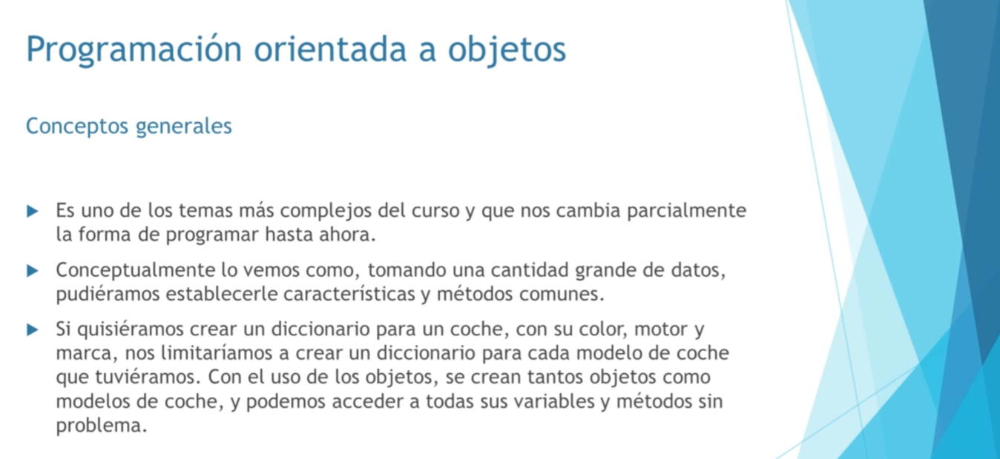 Programación orientada a objetos
Conceptos generales
Es uno de los temas más complejos del curso y que nos cambia parcialmente
la forma de programar hasta ahora.
Conceptualmente lo vemos como, tomando una cantidad grande de datos,
pudiéramos establecerle características y métodos comunes.
Si quisiéramos crear un diccionario para un coche, con su color, motor y
marca, nos limitaríamos a crear un diccionario para cada modelo de coche
que tuviéramos. Con el uso de los objetos, se crean tantos objetos como
modelos de coche, y podemos acceder a todas sus variables y métodos sin
problema.